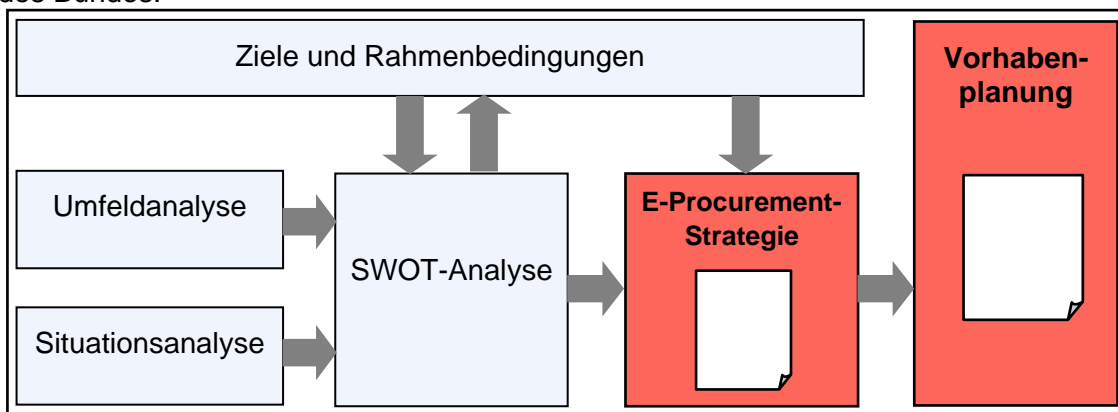 des Bundes.
Ziele und Rahmenbedingungen
Vorhaben-
planung
Umfeldanalyse
SWOT-Analyse
E-Procurement-
Strategie
Situationsanalyse